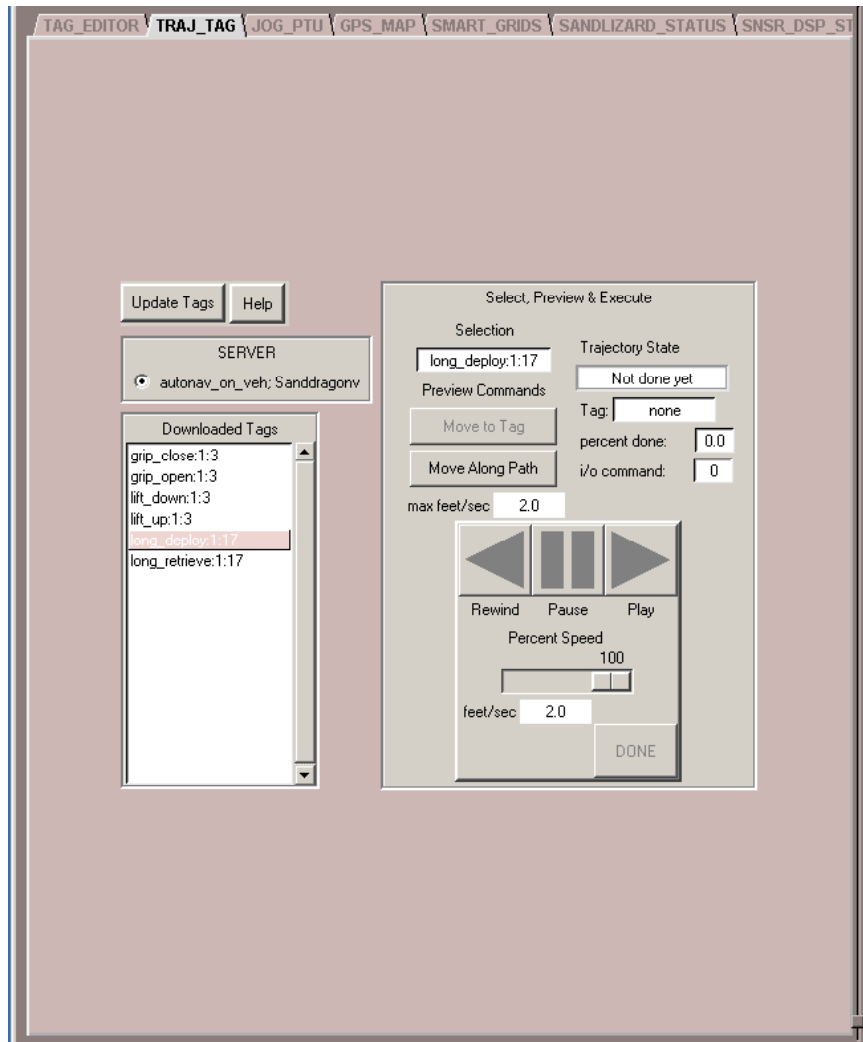 TAG_EDITOR TRAJ_TAG JOG_PTU GPS_MAP SMART_GRIDS SANDLIZARD_STATUS SNSR_DSP_ST
Update Tags Help
SERVER
autonav_on_veh; Sanddragonv
Downloaded Tags
grip_close:1:3
grip_open:1:3
lift_down:1:3
lift_up:1:3
long_deploy:1:17
long_retrieve:1:17
Select, Preview & Execute
Selection
long_deploy:1:17
Preview Commands
Move to Tag
Move Along Path
Trajectory State
Not done yet
Tag: none
percent done: 0.0
i/o command: 0
max feet/sec 2.0
Rewind Pause Play
Percent Speed
100
feet/sec 2.0
DONE